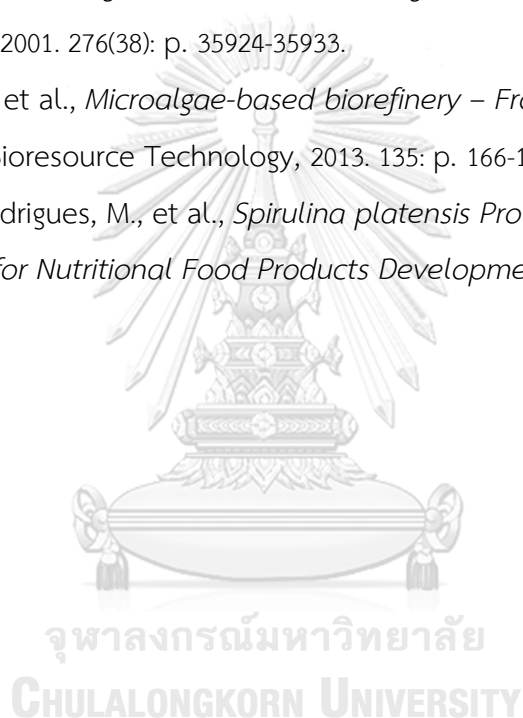 2001. 276(38): p. 35924-35933.
et al., Microalgae-based biorefinery – Fr
ioresource Technology, 2013. 135: p. 166-1
drigues, M., et al., Spirulina platensis Pro
for Nutritional Food Products Developme
จุฬาลงกรณ์มหาวิทยาลัย
CHULALONGKORN UNIVERSITY